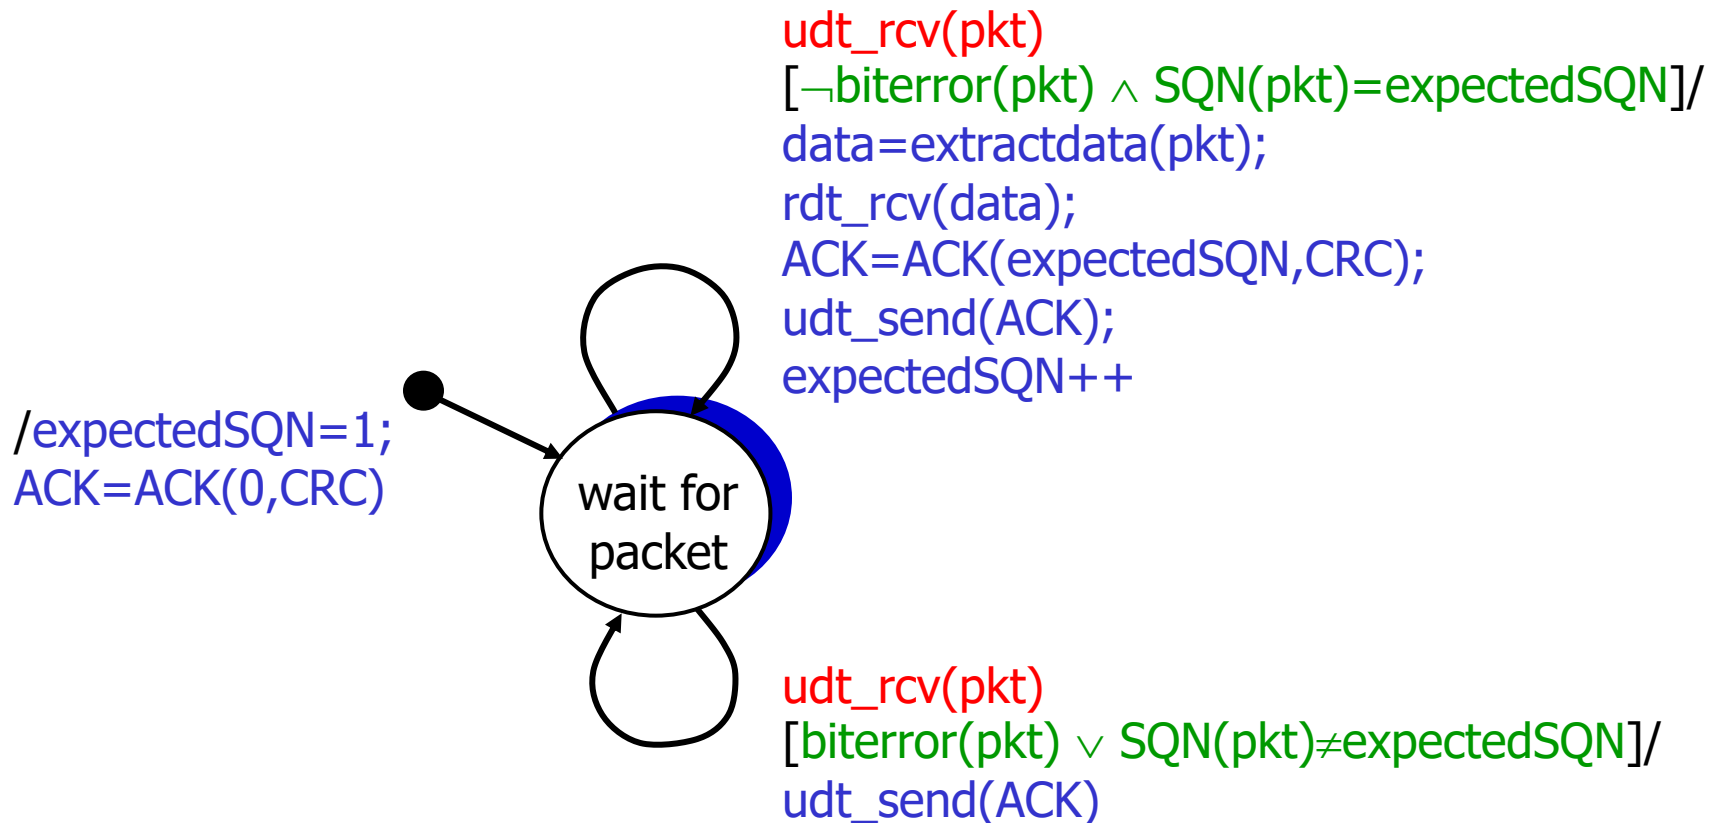 udt_rcv(pkt)
[¬biterror(pkt) ∧ SQN(pkt)=expectedSQN]/
data=extractdata(pkt);
rdt_rcv(data);
ACK=ACK(expectedSQN,CRC);
udt_send(ACK);
expectedSQN++
/expectedSQN=1;
ACK=ACK(0,CRC)
wait for
packet
udt_rcv(pkt)
[biterror(pkt) ∨ SQN(pkt)≠expectedSQN]/
udt_send(ACK)